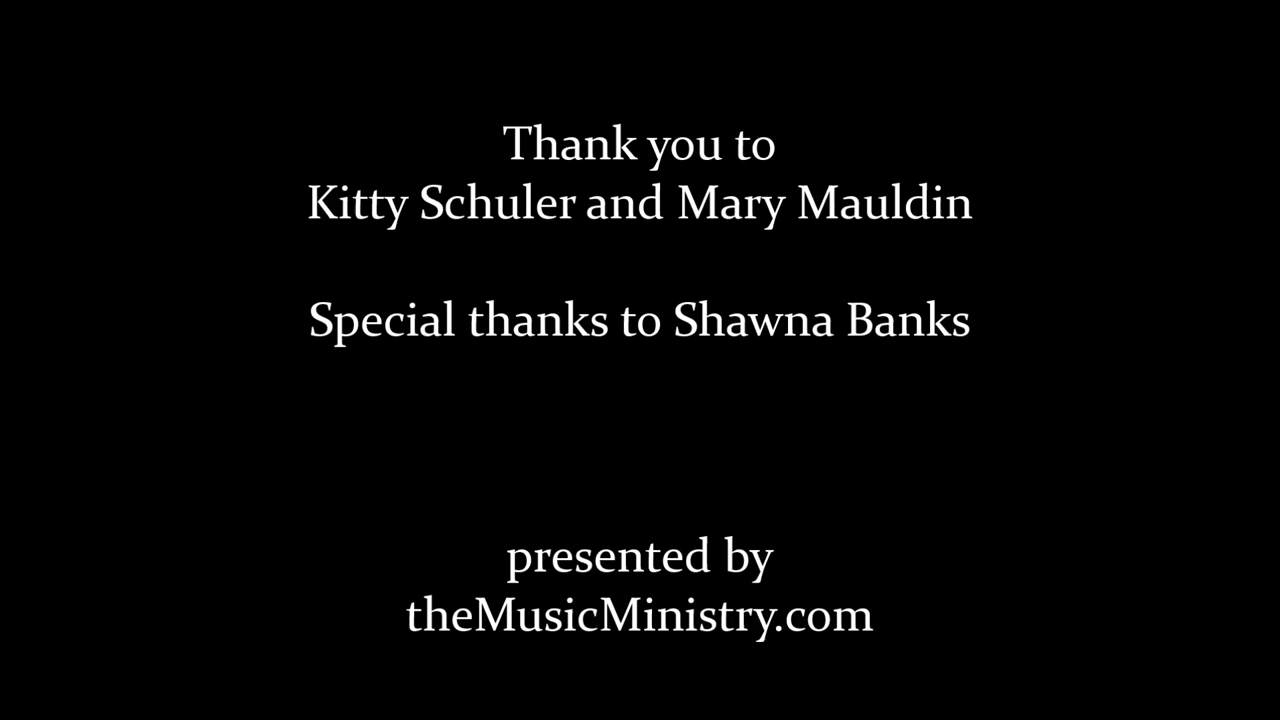 Thank you to
Kitty Schuler and Mary Mauldin
Special thanks to Shawna Banks
presented by
theMusicMinistry.com